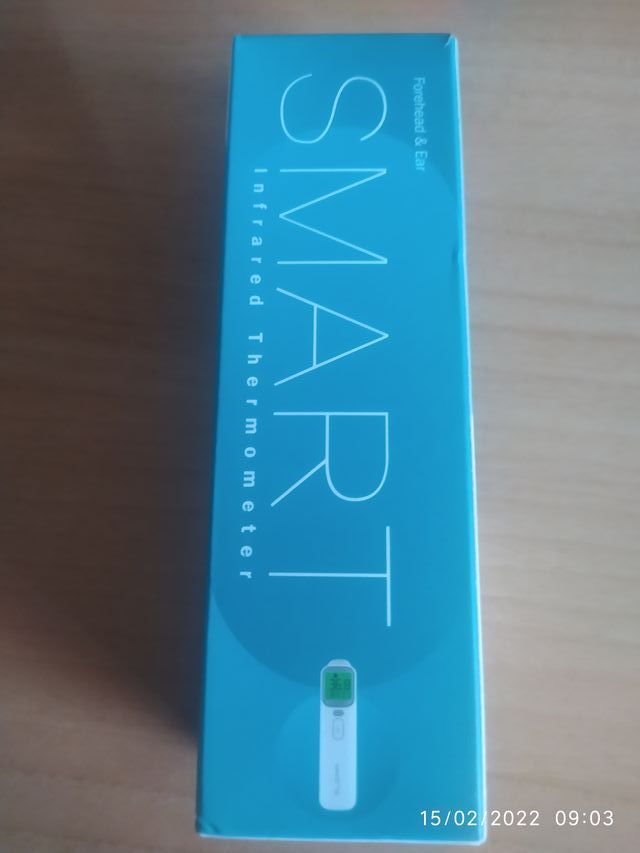 Forehead & Ear
SMART
Infrared Thermometer
15/02/2022 09:03